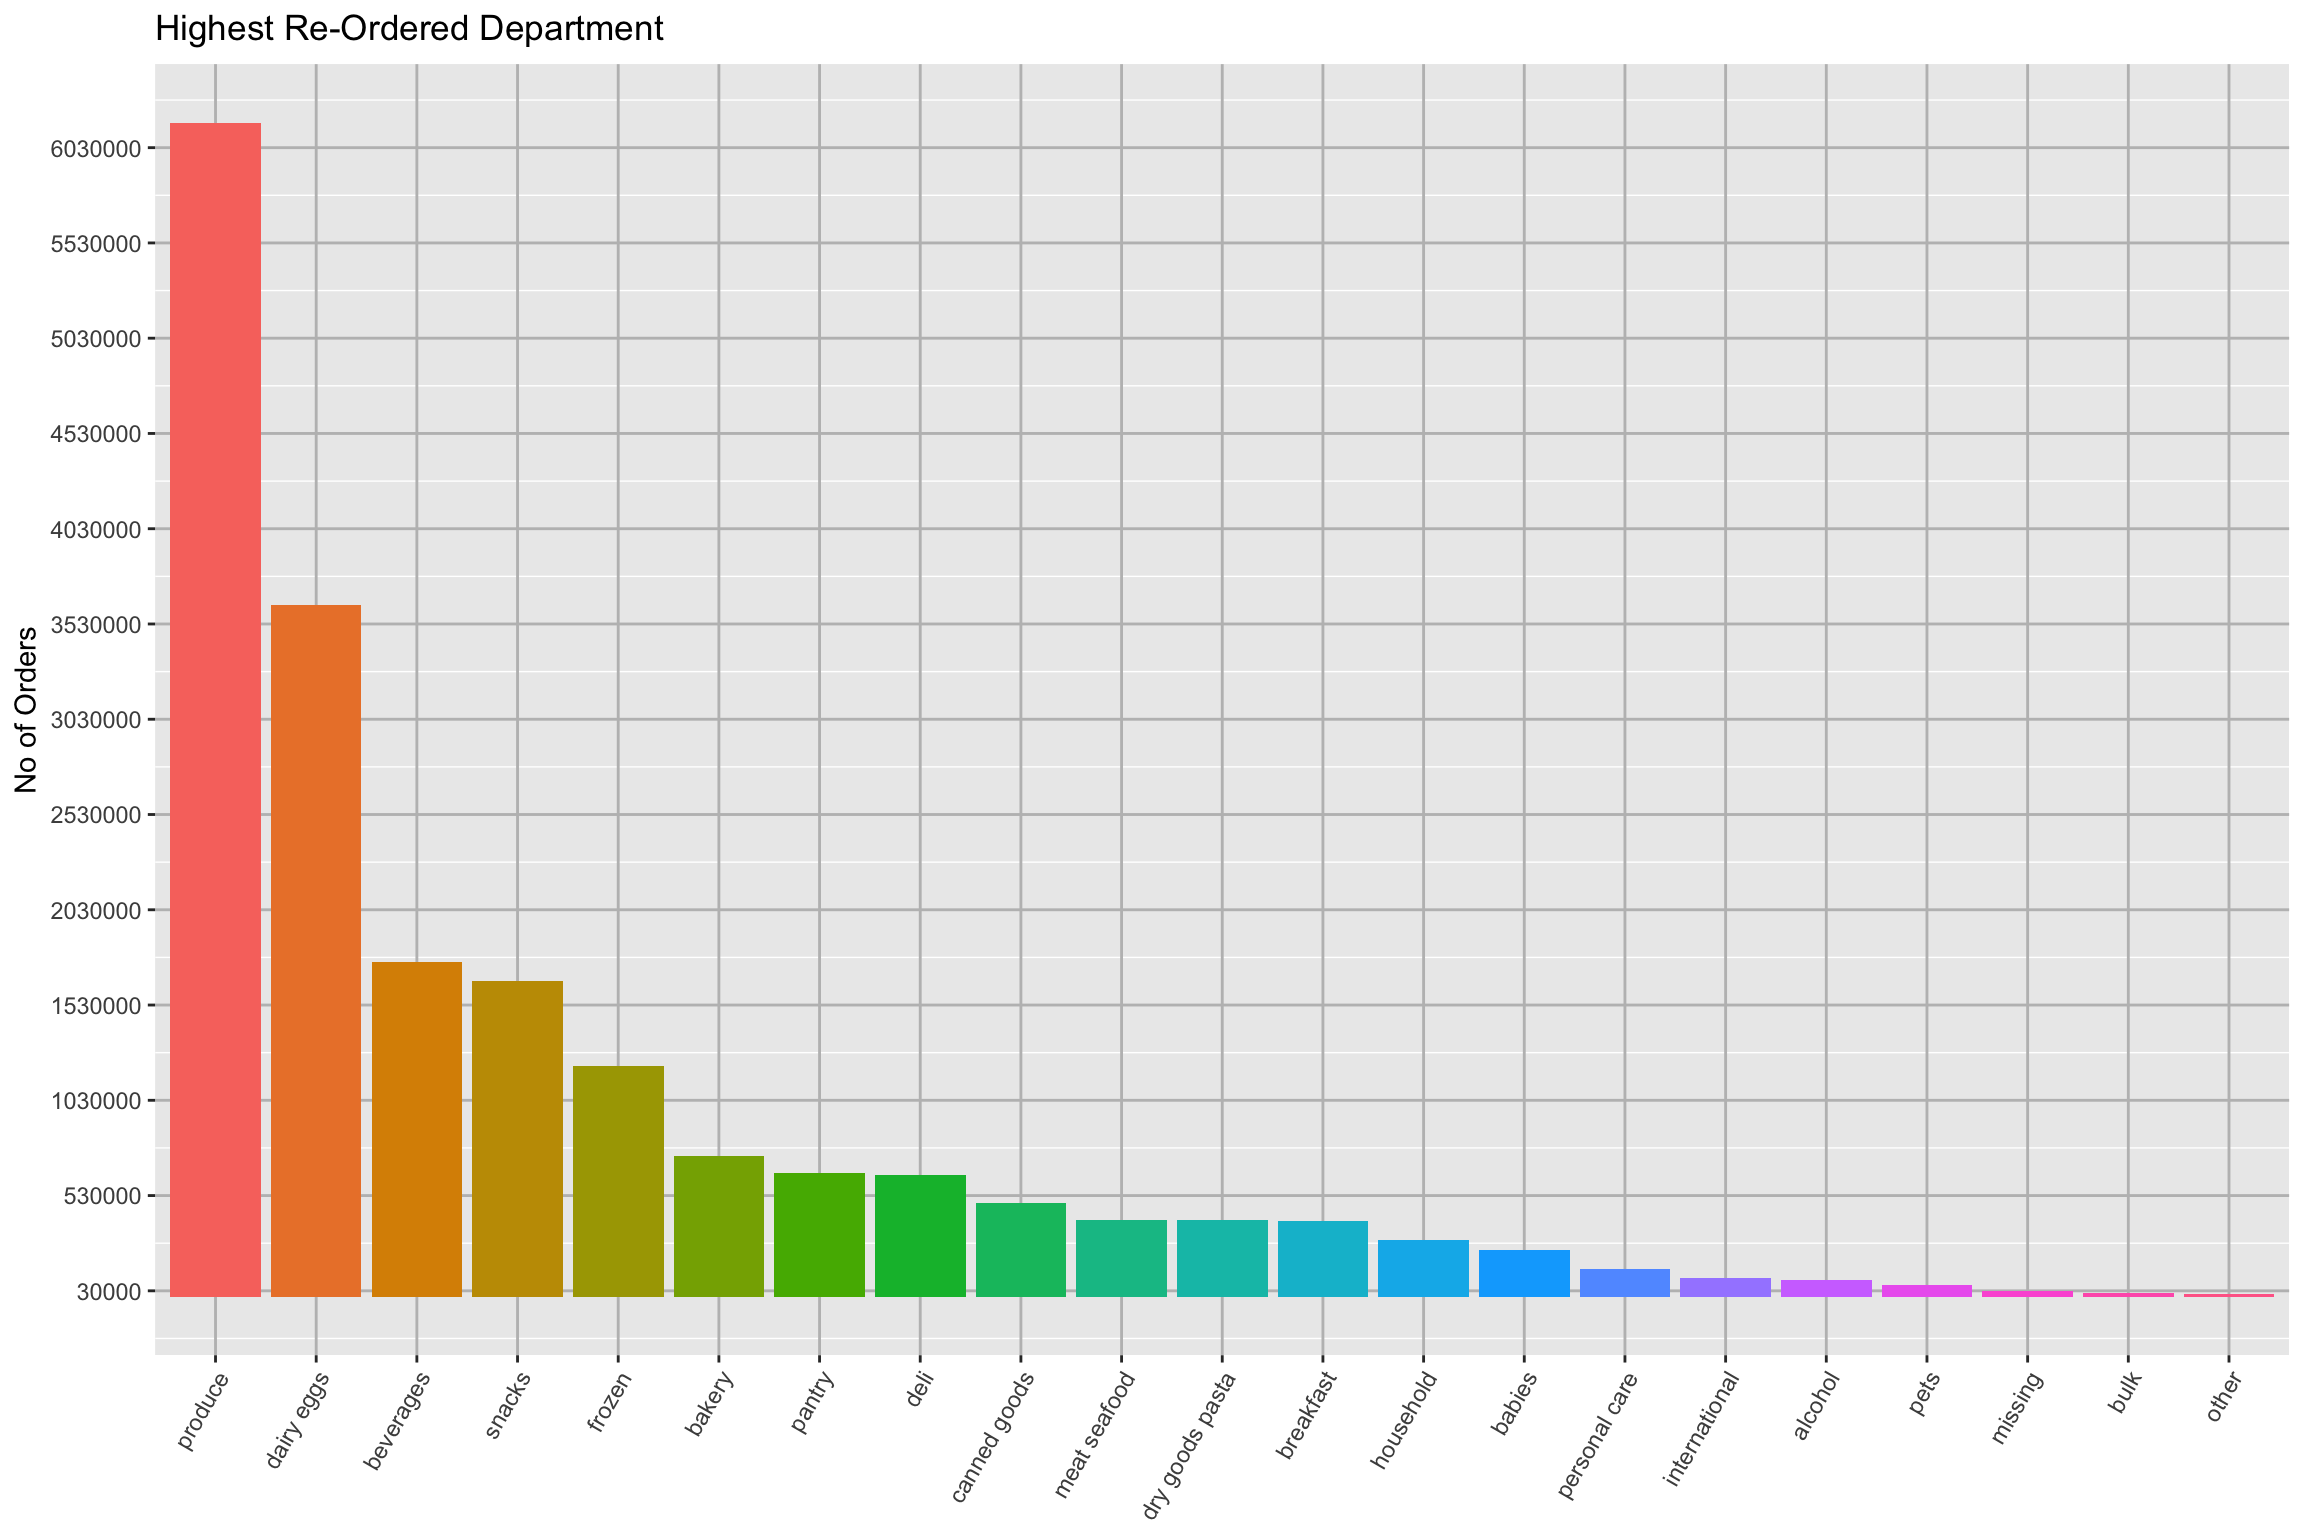 Highest Re-Ordered Department
No of Orders
6030000
5530000
5030000
4530000
4030000
3530000
3030000
2530000
2030000
1530000
1030000
530000
30000
produce
dairy eggs
beverages
snacks
frozen
bakery
pantry
deli
canned goods
meat seafood
dry goods pasta
breakfast
household
babies
personal care
international
alcohol
pets
missing
bulk
other